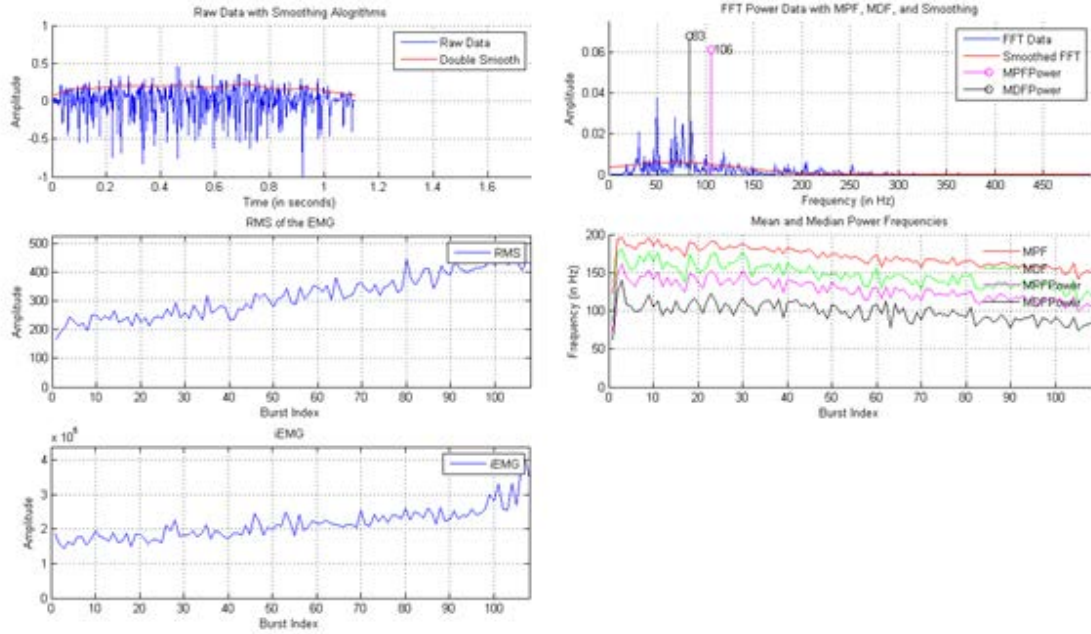 Raw Data with Smoothing Alogrithms
1
0.5
0
-0.5
-1
Amplitude
0 0.2 0.4 0.6 0.8 1 1.2 1.4 1.6
Time (in seconds)
Raw Data
Double Smooth
FFT Power Data with MPF, MDF, and Smoothing
0.06
0.04
0.02
0
Amplitude
83
106
50 100 150 200 250 300 350 400 450
Frequency (in Hz)
FFT Data
Smoothed FFT
MPFPower
MDFPower
RMS of the EMG
500
400
300
200
100
0
Amplitude
0 10 20 30 40 50 60 70 80 90 100
Burst Index
RMS
Mean and Median Power Frequencies
200
150
100
50
0
Frequency (in Hz)
0 10 20 30 40 50 60 70 80 90 100
Burst Index
MPF
MDF
MPFPower
MDFPower
iEMG
4
3
2
1
0
Amplitude
0 10 20 30 40 50 60 70 80 90 100
Burst Index
iEMG